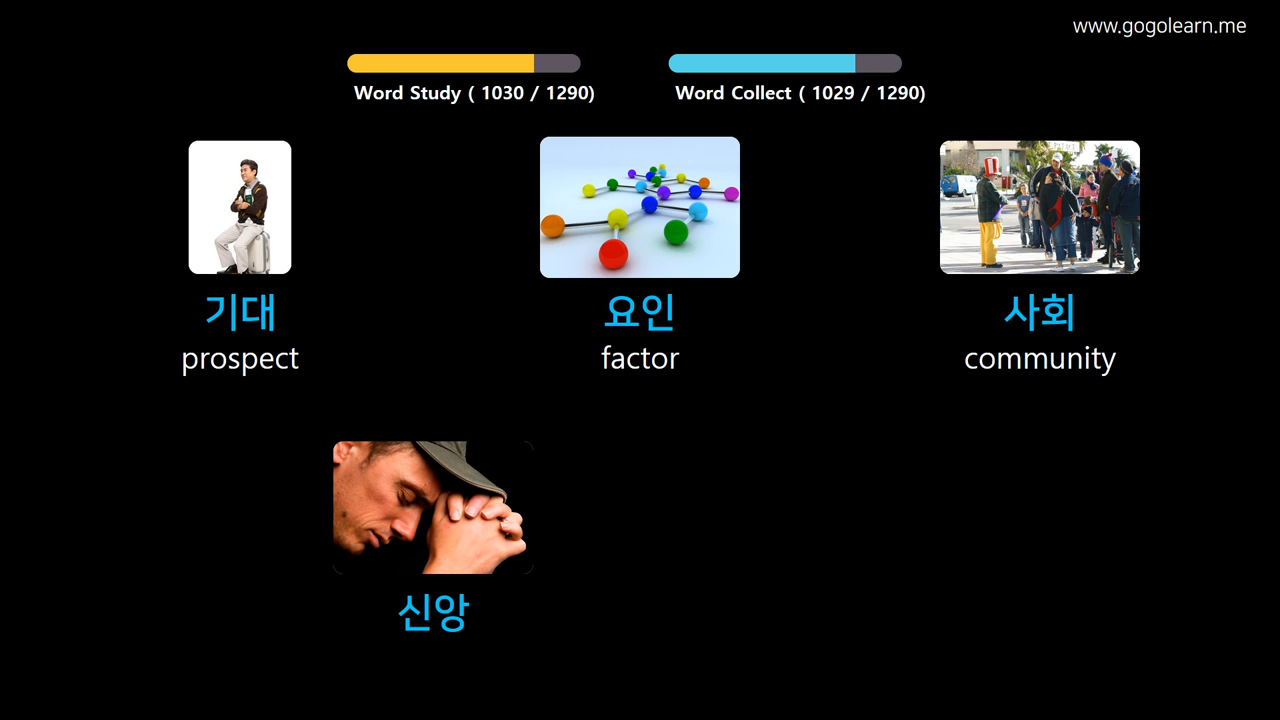 www.gogolearn.me
Word Study ( 1030 / 1290)
Word Collect ( 1029 / 1290)
기대
prospect
요인
factor
사회
community
신앙